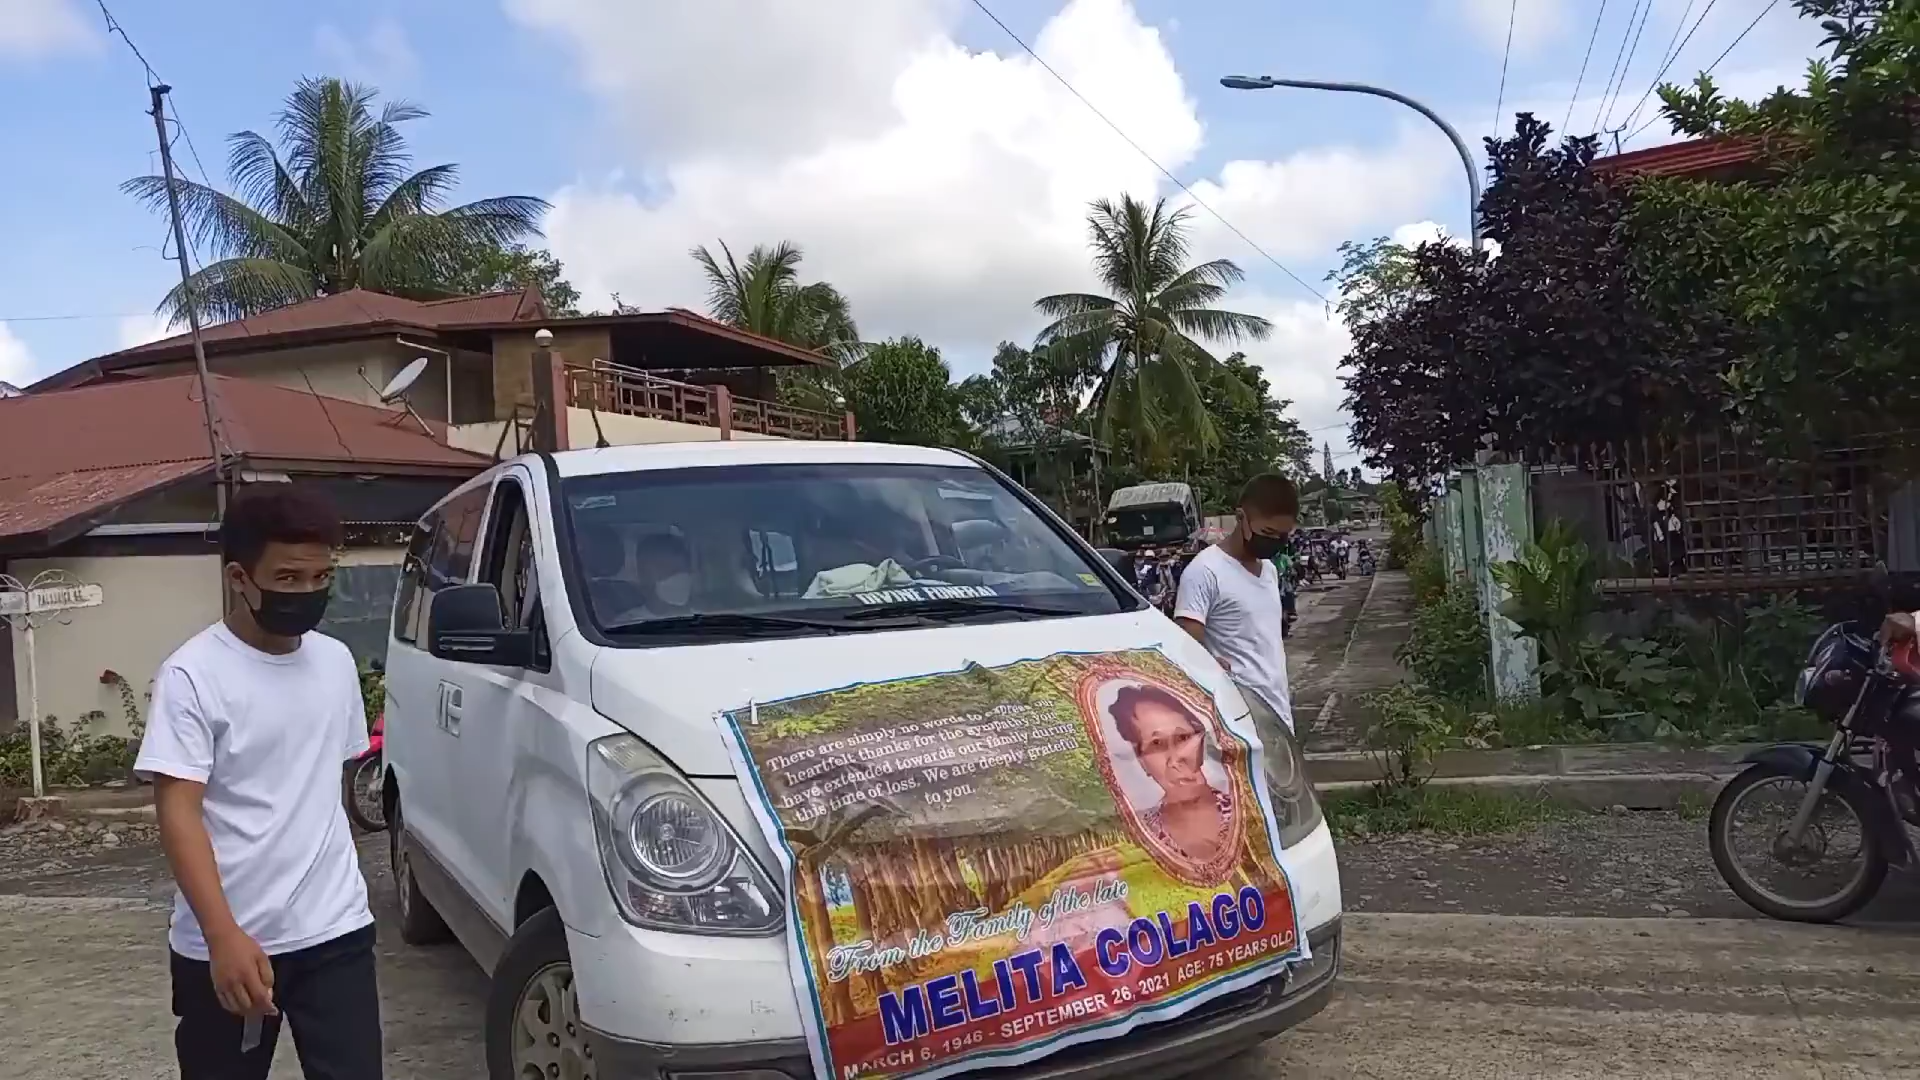 DIVINE FUNERAL
There are simply no words to express our
heartfelt thanks for the sympathy you
have extended towards our family during
this time of loss. We are deeply grateful
to you.
From the Family of the late
MELITA COLAGO
MARCH 6, 1946 - SEPTEMBER 26, 2021 AGE: 75 YEARS OLD